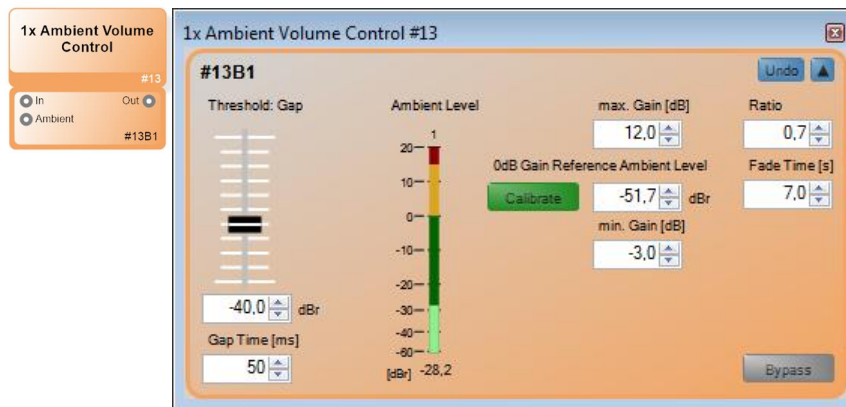 1x Ambient Volume
Control
#13
In Out
Ambient
#13B1
1x Ambient Volume Control #13
#13B1 Undo
Threshold: Gap Ambient Level max. Gain [dB] Ratio
1 12,0 0,7
20
0dB Gain Reference Ambient Level Fade Time [s]
10
Calibrate -51,7 dBr 7,0
0 min. Gain [dB]
-10 -3,0
-20
-40,0 dBr -30
Gap Time [ms] -40
-60
50 [dBr] -28,2 Bypass